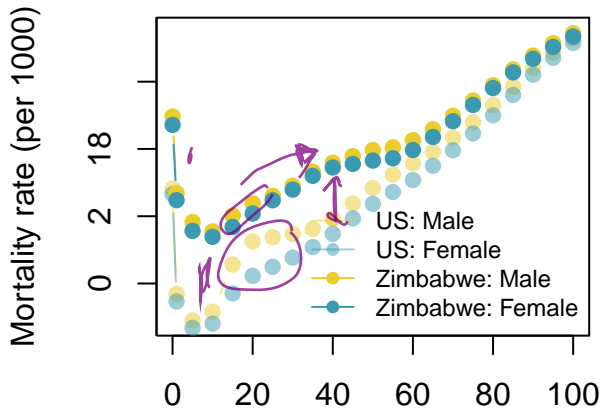 Mortality rate (per 1000)
18
2
0
US: Male
US: Female
Zimbabwe: Male
Zimbabwe: Female
0 20 40 60 80 100